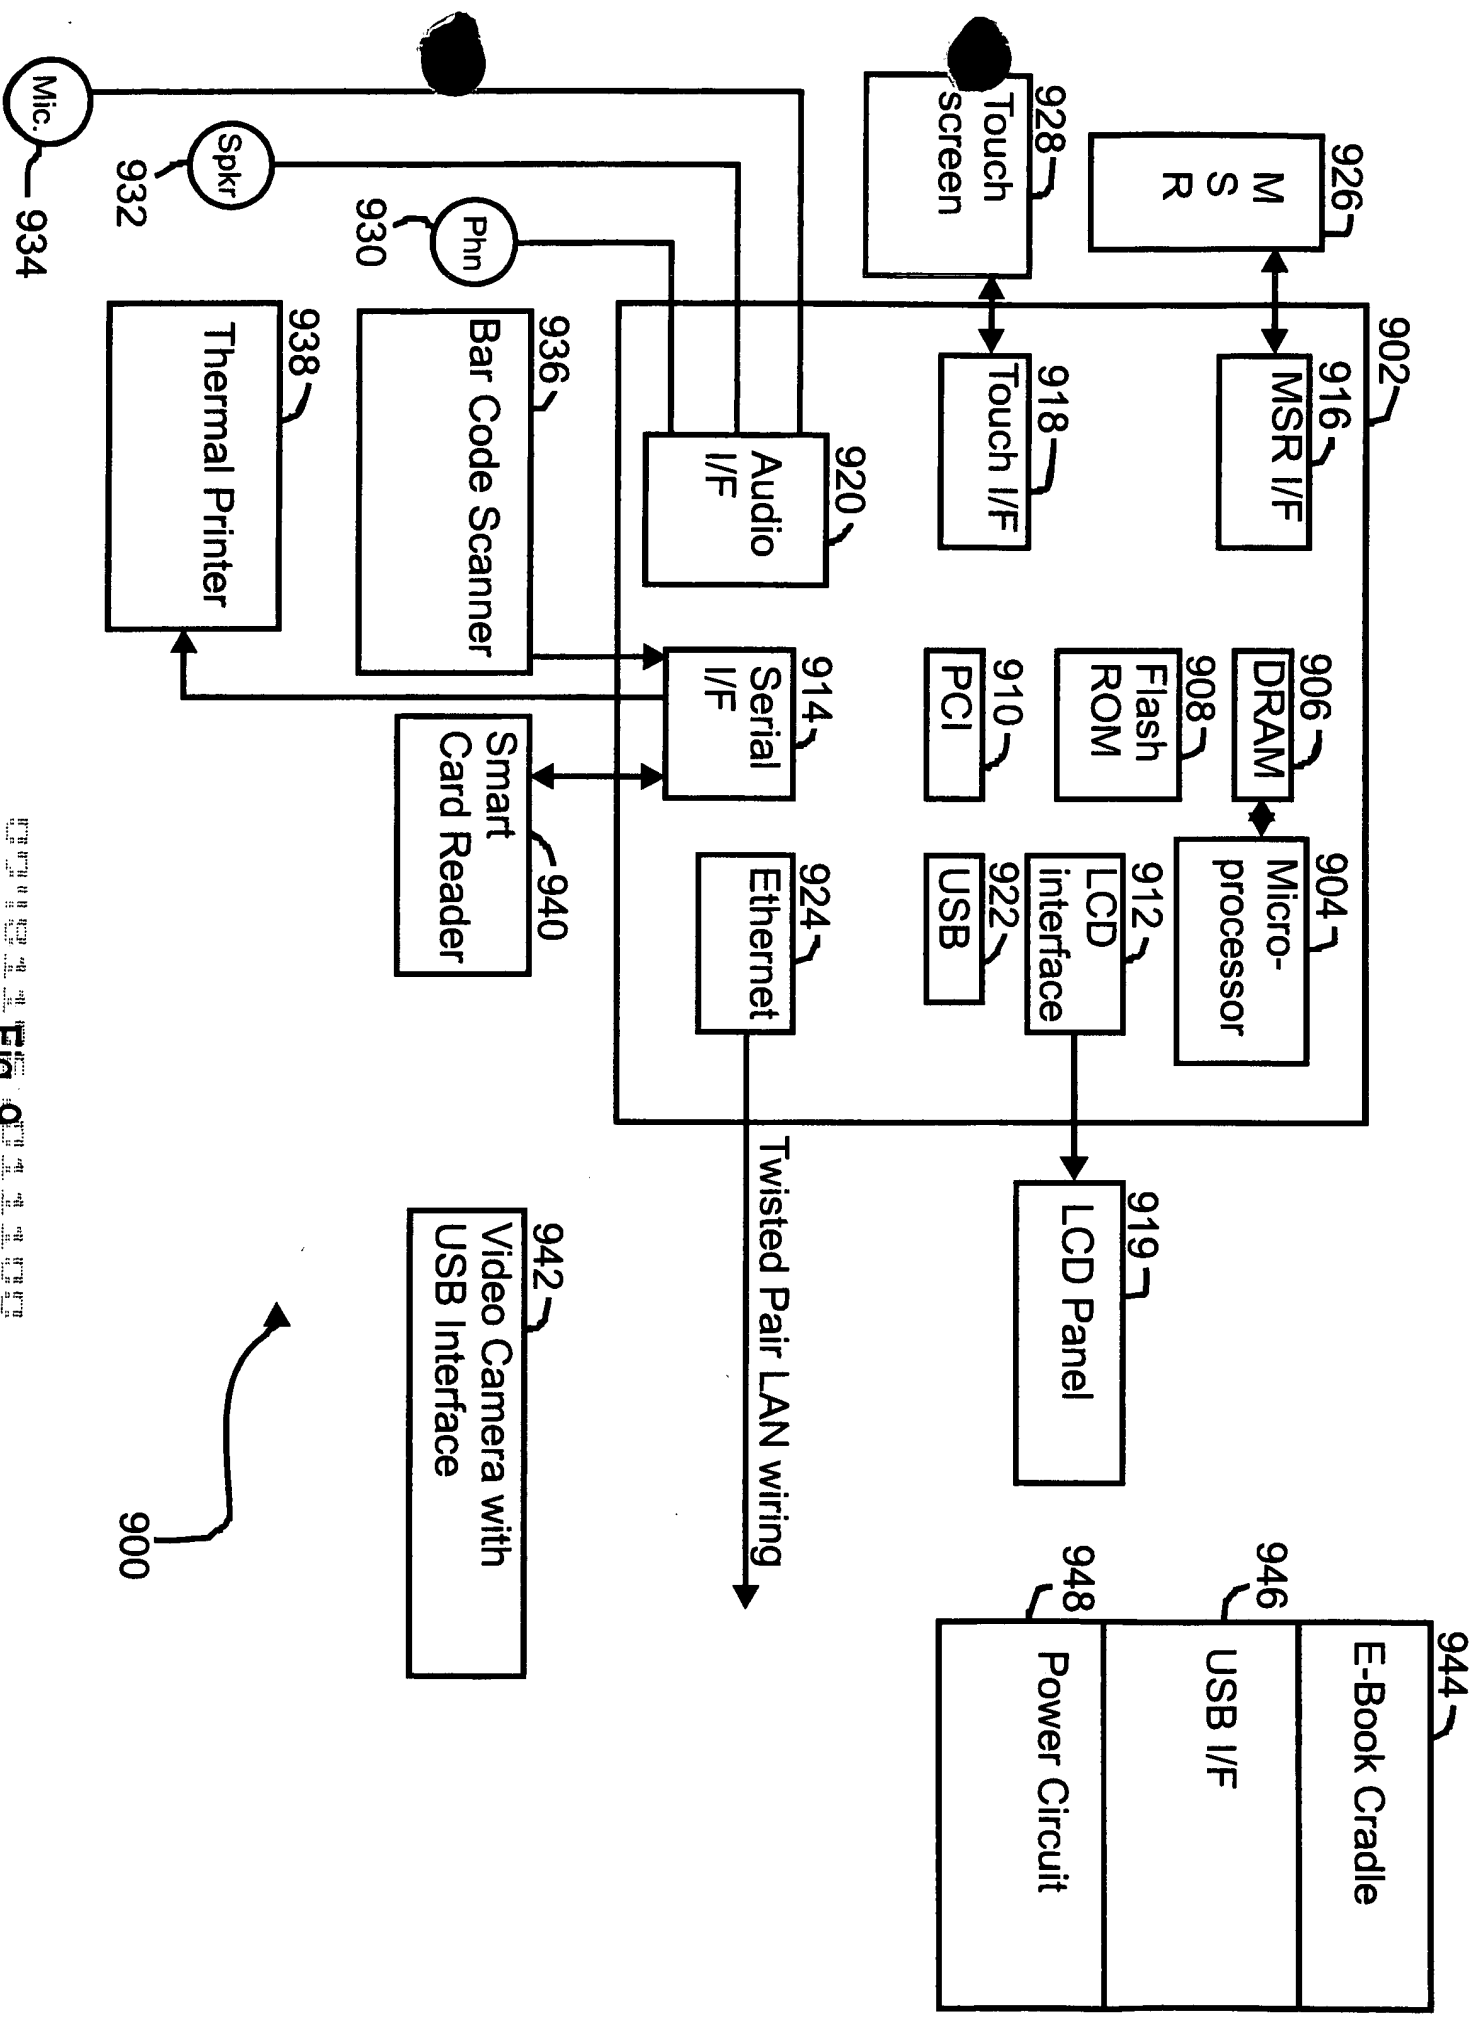 944
E-Book Cradle
946
USB I/F
948
Power Circuit
902
926
M
S
R
916
MSR I/F
906
DRAM
904
Micro-
processor
908
Flash
ROM
912
LCD
interface
919
LCD Panel
928
Touch
screen
918
Touch I/F
910
PCI
922
USB
920
Audio
I/F
914
Serial
I/F
924
Ethernet
Twisted Pair LAN wiring
930
Phn
932
Spkr
934
Mic.
936
Bar Code Scanner
938
Thermal Printer
940
Smart
Card Reader
942
Video Camera with
USB Interface
900
Fig. 9